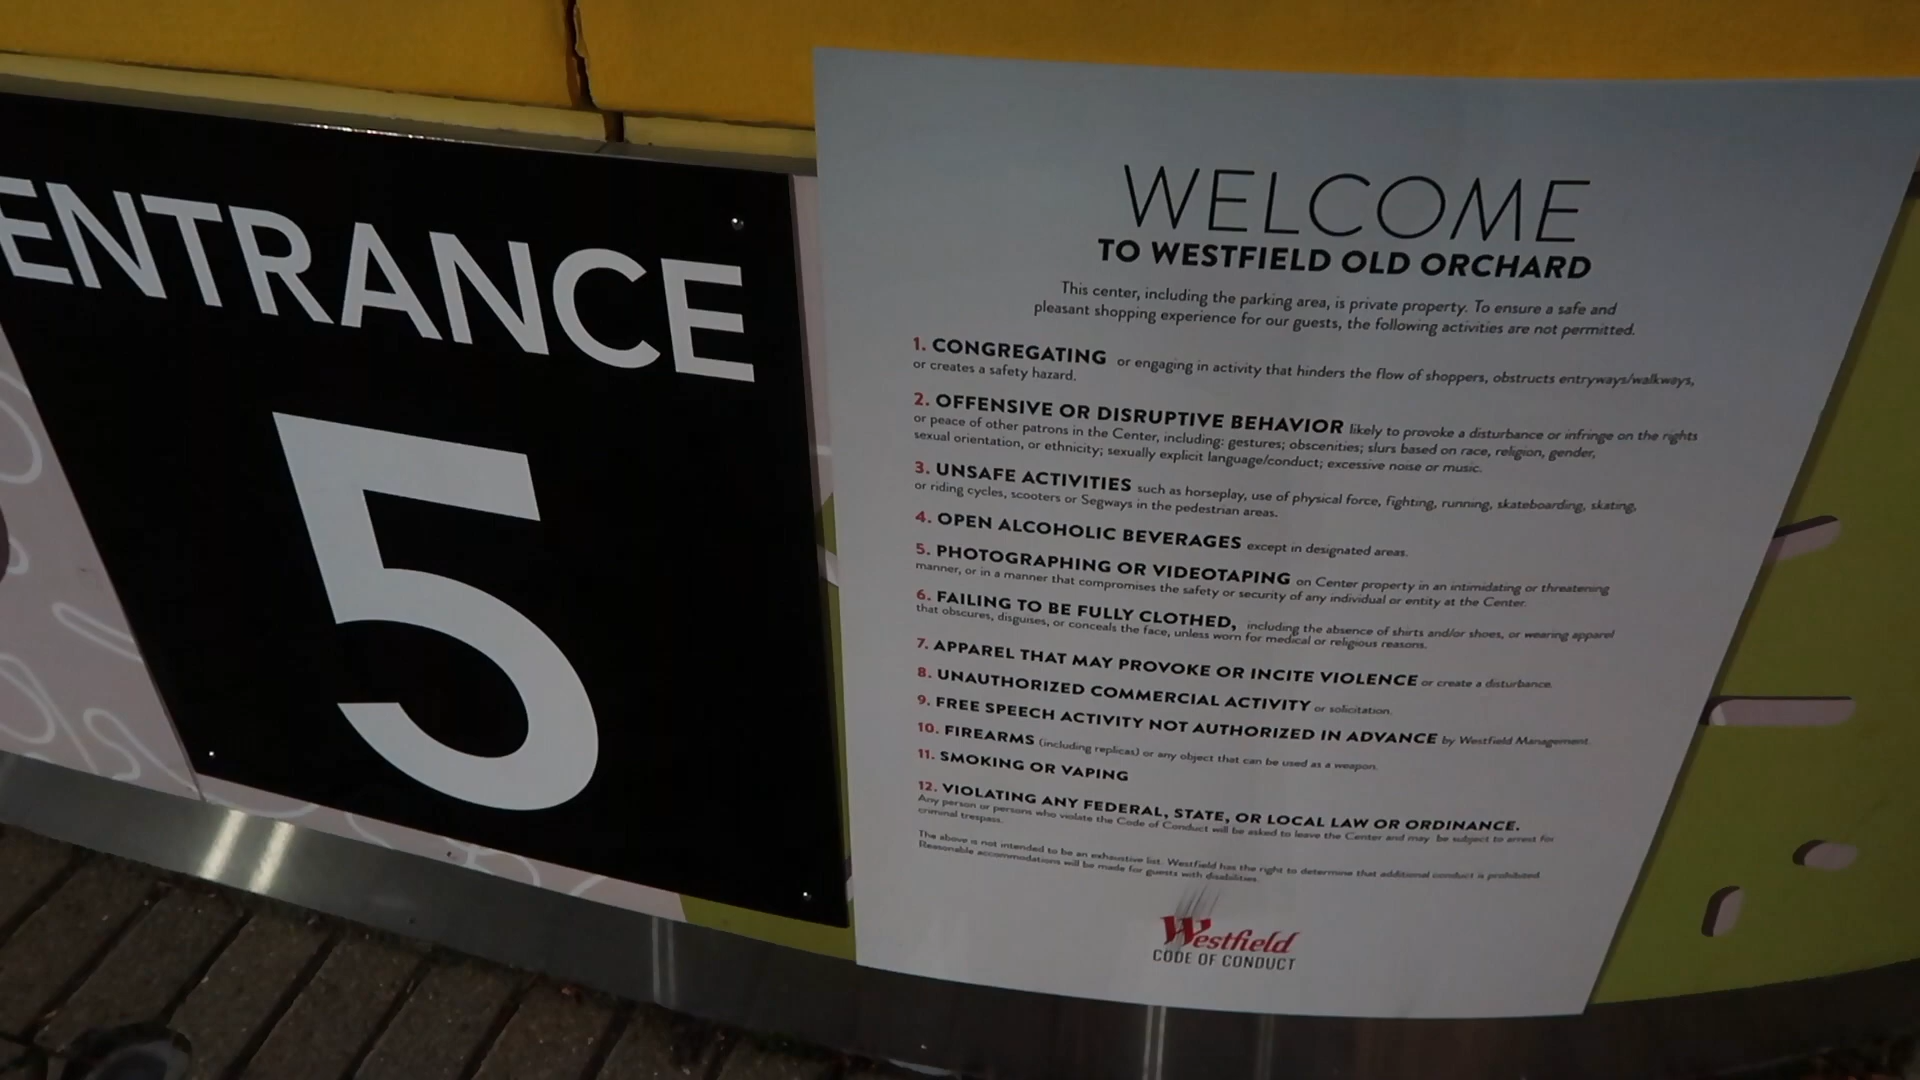 ENTRANCE
5
WELCOME
TO WESTFIELD OLD ORCHARD
This center, including the parking area, is private property. To ensure a safe and
pleasant shopping experience for our guests, the following activities are not permitted.
1. CONGREGATING or engaging in activity that hinders the flow of shoppers, obstructs entryways/walkways,
or creates a safety hazard.
2. OFFENSIVE OR DISRUPTIVE BEHAVIOR likely to provoke a disturbance or infringe on the rights
or peace of other patrons in the Center, including: gestures; obscenities; slurs based on race, religion, gender,
sexual orientation, or ethnicity; sexually explicit language/conduct; excessive noise or music.
3. UNSAFE ACTIVITIES such as horseplay, use of physical force, fighting, running, skateboarding, skating,
or riding cycles, scooters or Segways in the pedestrian areas.
4. OPEN ALCOHOLIC BEVERAGES except in designated areas.
5. PHOTOGRAPHING OR VIDEOTAPING on Center property in an intimidating or threatening
manner, or in a manner that compromises the safety or security of any individual or entity at the Center.
6. FAILING TO BE FULLY CLOTHED, including the absence of shirts and/or shoes, or wearing apparel
that obscures, disguises, or conceals the face, unless worn for medical or religious reasons.
7. APPAREL THAT MAY PROVOKE OR INCITE VIOLENCE or create a disturbance.
8. UNAUTHORIZED COMMERCIAL ACTIVITY or solicitation.
9. FREE SPEECH ACTIVITY NOT AUTHORIZED IN ADVANCE by Westfield Management.
10. FIREARMS (including replicas) or any object that can be used as a weapon.
11. SMOKING OR VAPING
12. VIOLATING ANY FEDERAL, STATE, OR LOCAL LAW OR ORDINANCE.
Any person or persons who violate the Code of Conduct will be asked to leave the Center and may be subject to arrest for
criminal trespass.
The above is not intended to be an exhaustive list. Westfield has the right to determine that additional conduct is prohibited.
Reasonable accommodations will be made for guests with disabilities.
Westfield
CODE OF CONDUCT